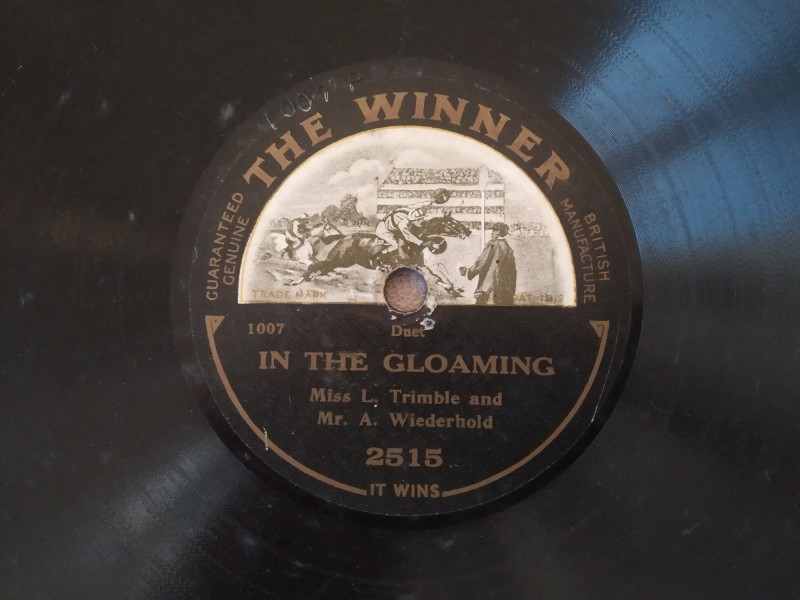 THE WINNER
GUARANTEED
GENUINE
BRITISH
MANUFACTURE
TRADE MARK
1007
Duet
IN THE GLOAMING
Miss L. Trimble and
Mr. A. Wiederhold
2515
IT WINS